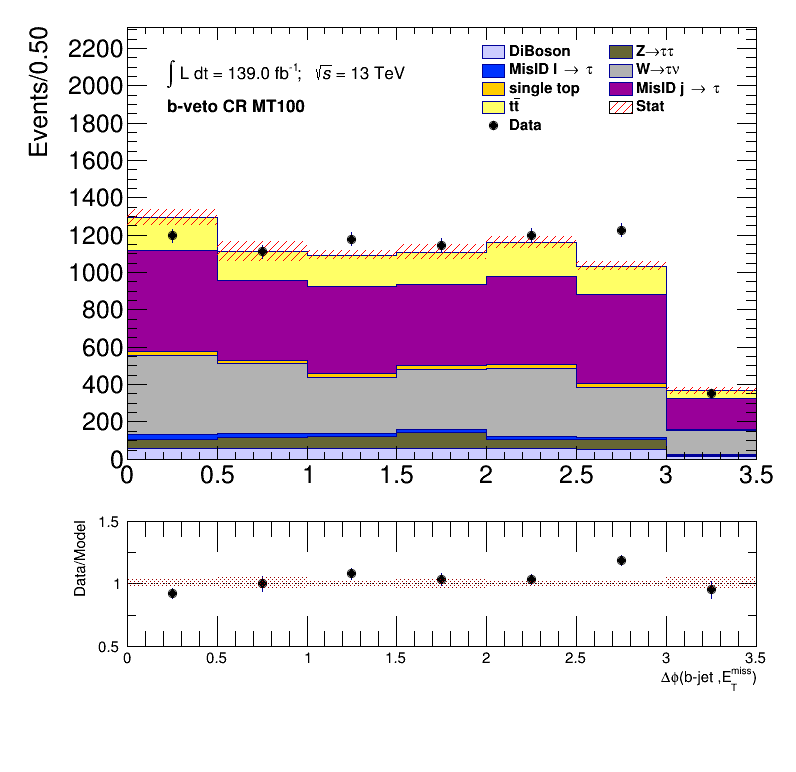 Events/0.50
2200
2000
1800
1600
1400
1200
1000
800
600
400
200
0
∫ L dt = 139.0 fb⁻¹; √s = 13 TeV
b-veto CR MT100
DiBoson
MisID l → τ
single top
tt̄
Data
Z→ττ
W→τν
MisID j → τ
Stat
0 0.5 1 1.5 2 2.5 3 3.5
Data/Model
1.5
1
0.5
0 0.5 1 1.5 2 2.5 3 3.5
Δϕ(b-jet ,E_T^miss)